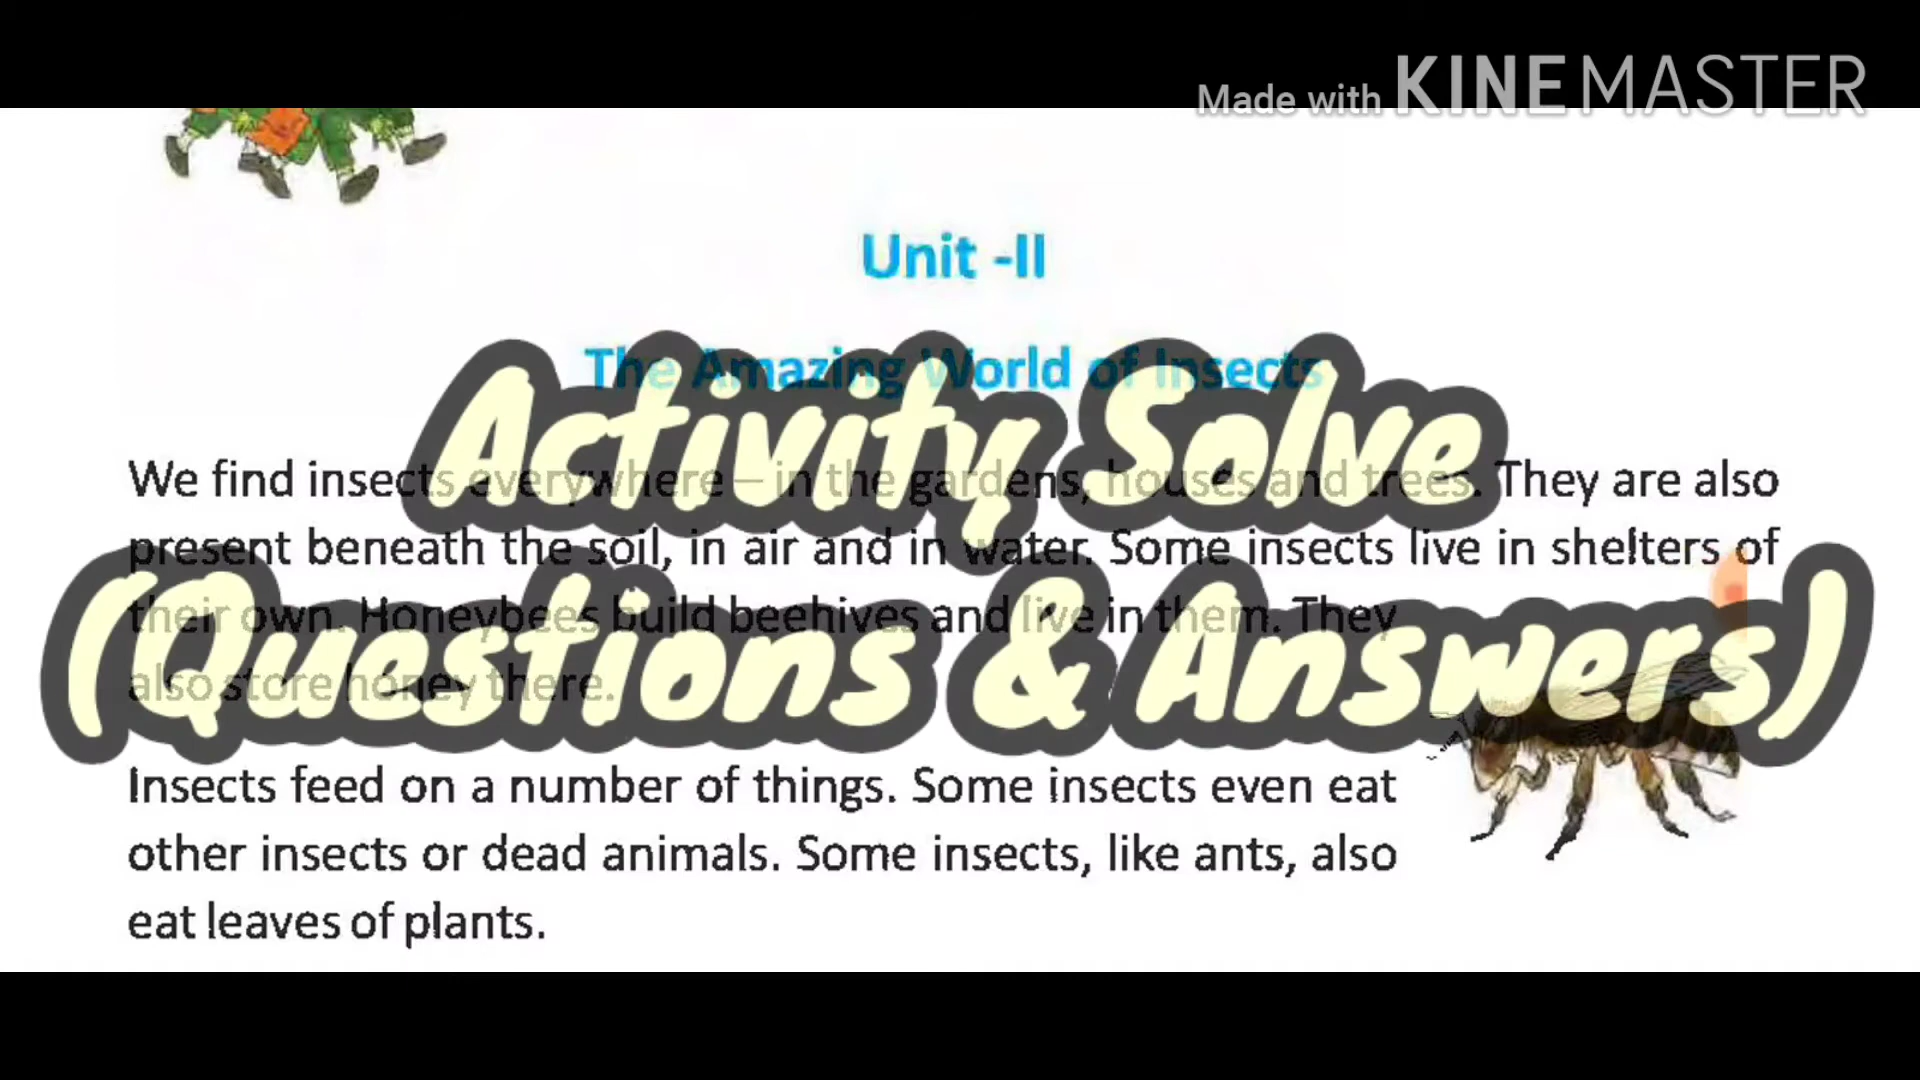 Made with KINEMASTER
Unit -II
The Amazing World of Insects
Activity Solve
(Questions & Answers)
We find insects everywhere – in the gardens, houses and trees. They are also
present beneath the soil, in air and in water. Some insects live in shelters of
their own. Honeybees build beehives and live in them. They
also store honey there.
Insects feed on a number of things. Some insects even eat
other insects or dead animals. Some insects, like ants, also
eat leaves of plants.